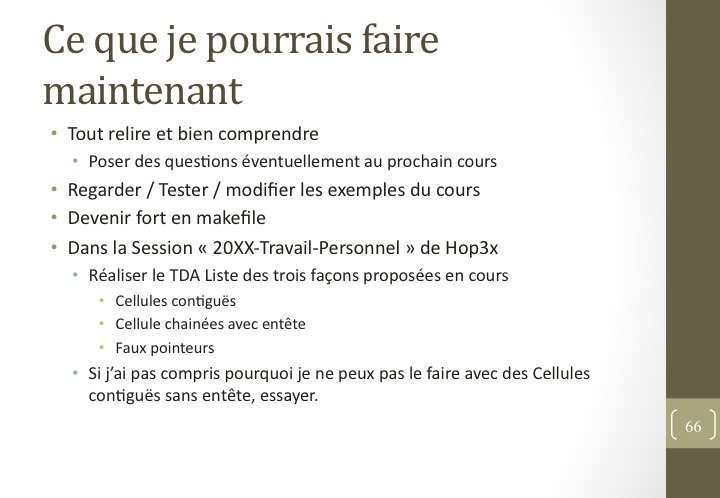 Ce que je pourrais faire
maintenant
• Tout relire et bien comprendre
• Poser des questions éventuellement au prochain cours
• Regarder / Tester / modifier les exemples du cours
• Devenir fort en makefile
• Dans la Session « 20XX-Travail-Personnel » de Hop3x
• Réaliser le TDA Liste des trois façons proposées en cours
• Cellules contiguës
• Cellule chainées avec entête
• Faux pointeurs
• Si j’ai pas compris pourquoi je ne peux pas le faire avec des Cellules
contiguës sans entête, essayer.
66